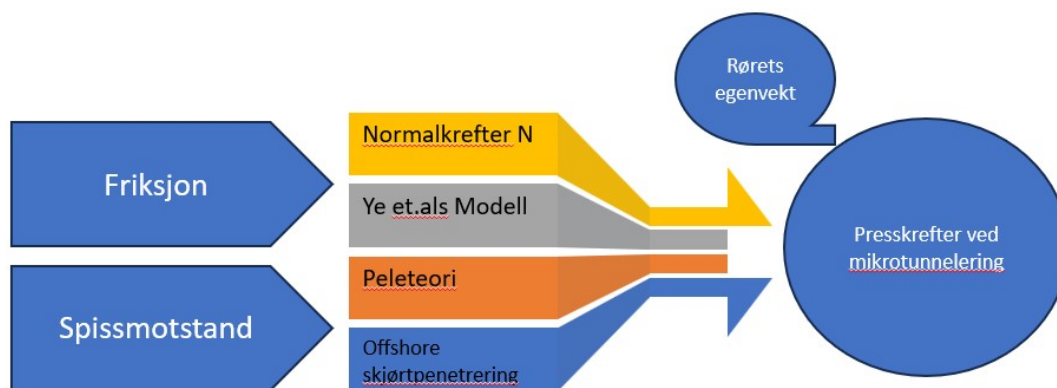 Friksjon
Spissmotstand
Normalkrefter N
Ye et.als Modell
Peleteori
Offshore
skjørtpenetrering
Rørets
egenvekt
Presskrefter ved
mikrotunnelering